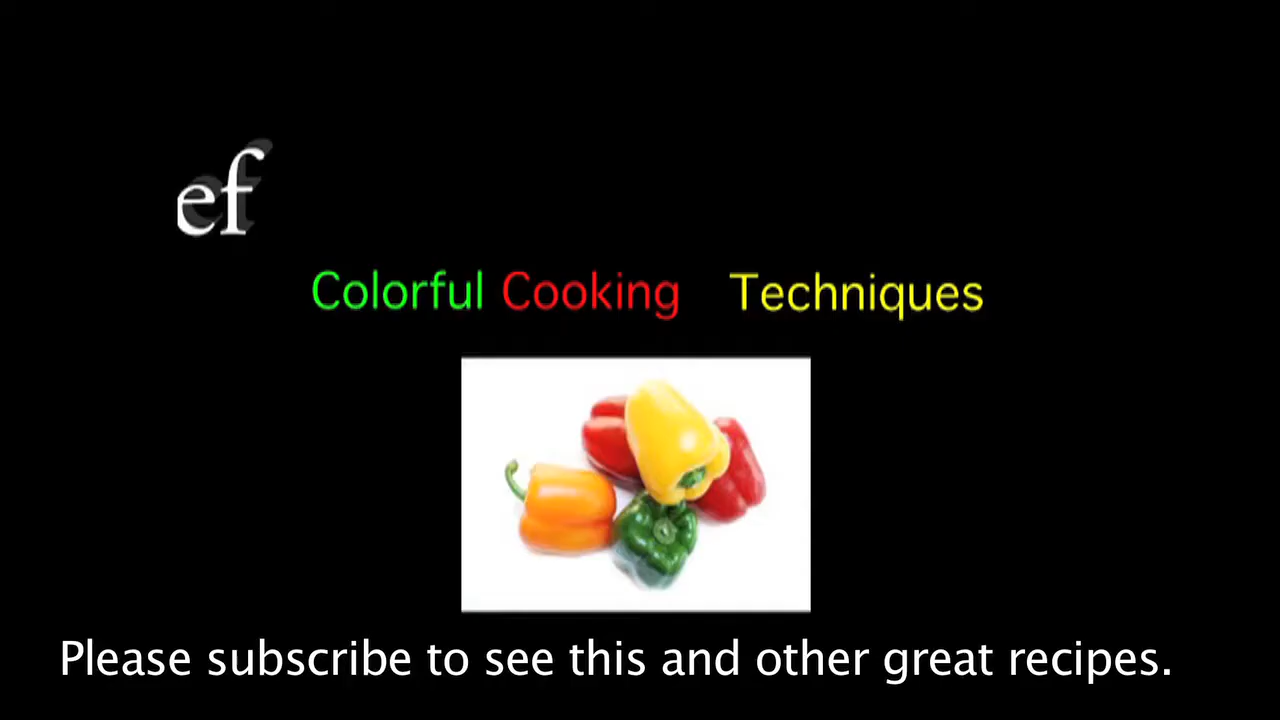 ef
Colorful Cooking Techniques
Please subscribe to see this and other great recipes.